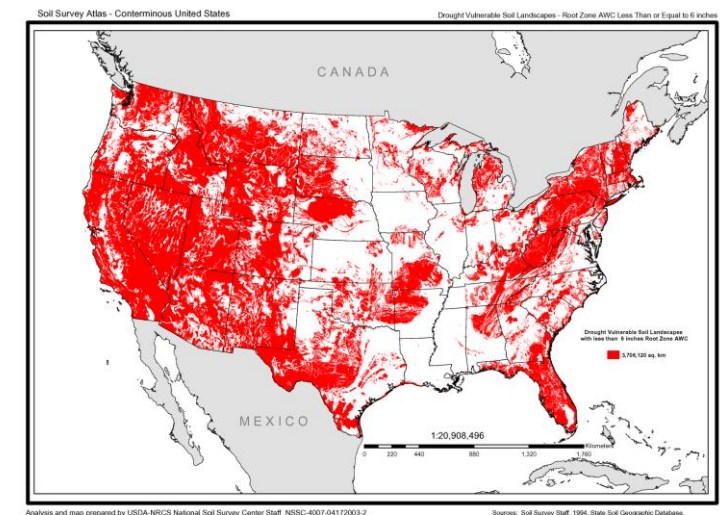 Soil Survey Atlas - Conterminous United States
Drought Vulnerable Soil Landscapes - Root Zone AWC Less Than or Equal to 6 inches
CANADA
Drought Vulnerable Soil Landscapes
with less than 6 inches Root Zone AWC
3,706,120 sq. km
MEXICO
1:20,908,496
Kilometers
0 220 440 880 1,320 1,760
Analysis and map prepared by USDA-NRCS National Soil Survey Center Staff NSSC-4007-04172003-2
Sources: Soil Survey Staff, 1994, State Soil Geographic Database.